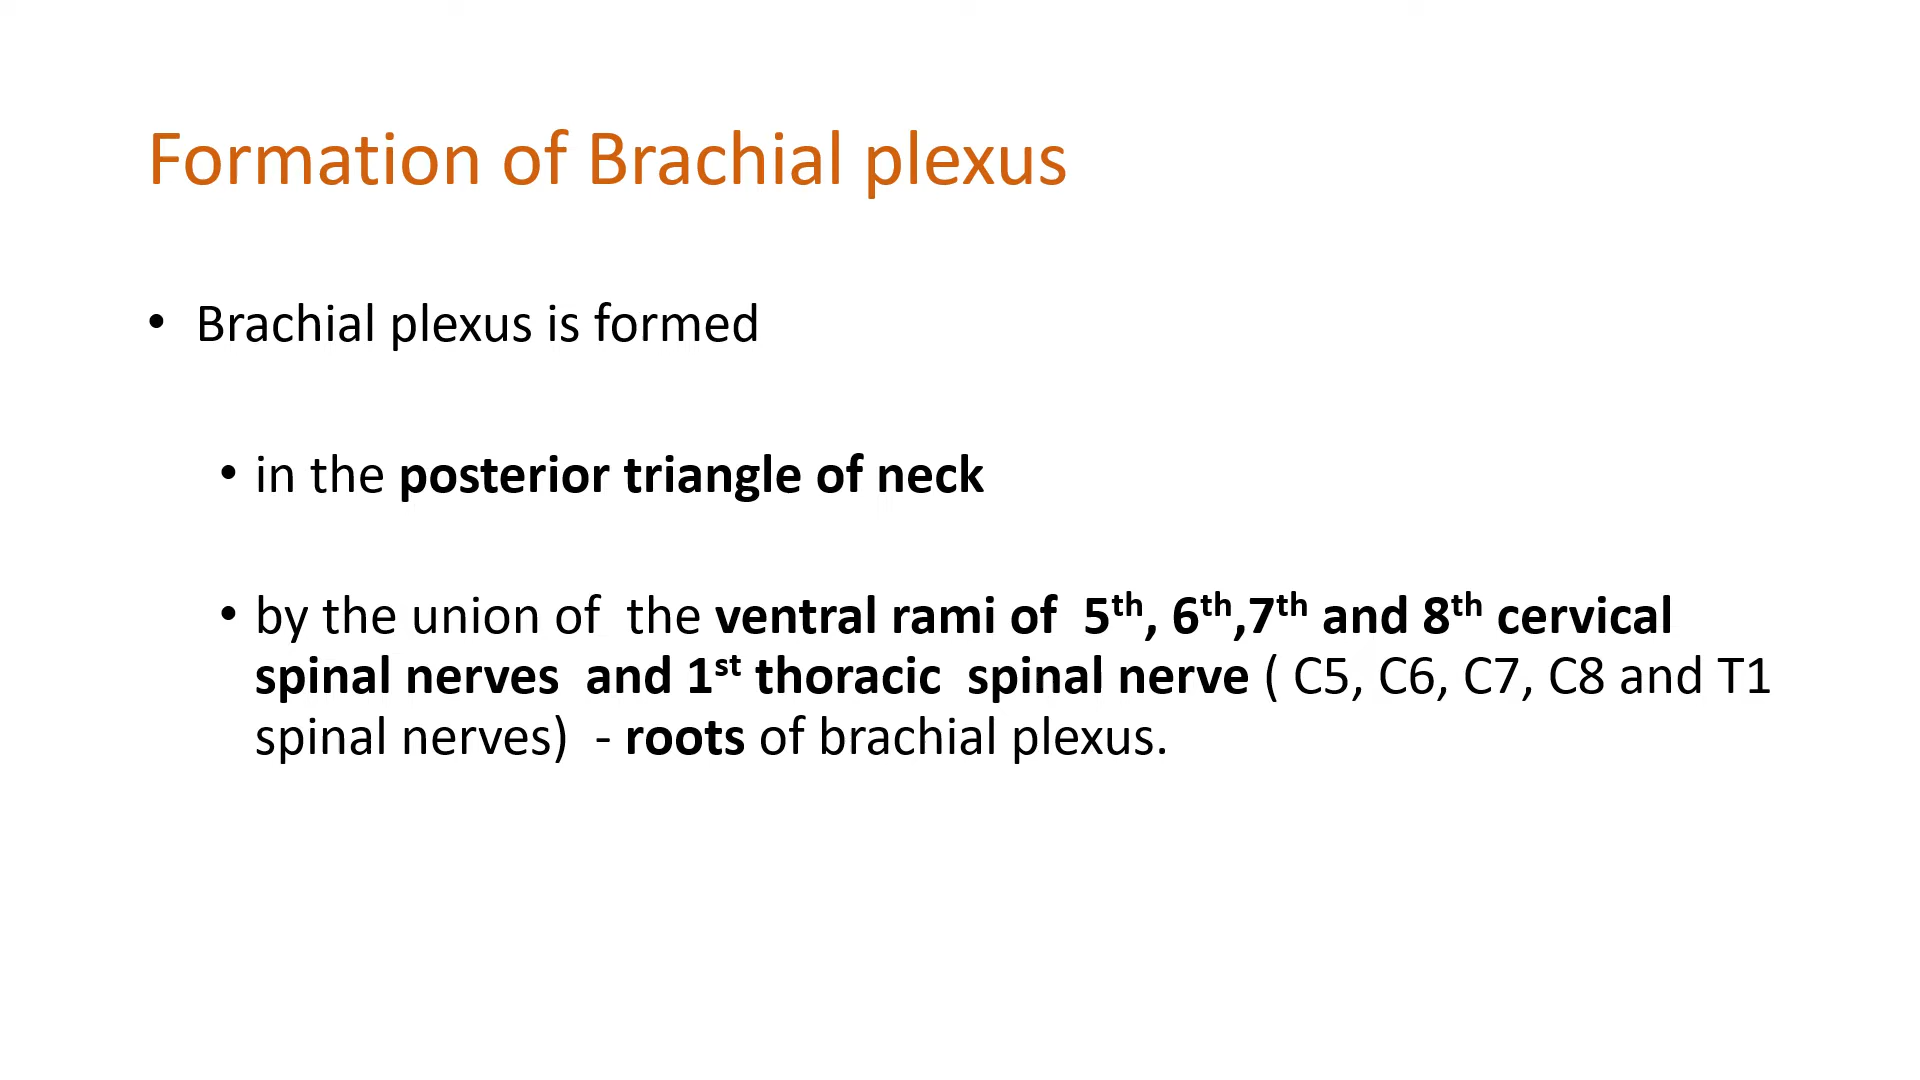 Formation of Brachial plexus
• Brachial plexus is formed
• in the posterior triangle of neck
• by the union of  the ventral rami of  5th, 6th,7th and 8th cervical
spinal nerves  and 1st thoracic  spinal nerve ( C5, C6, C7, C8 and T1
spinal nerves)  - roots of brachial plexus.